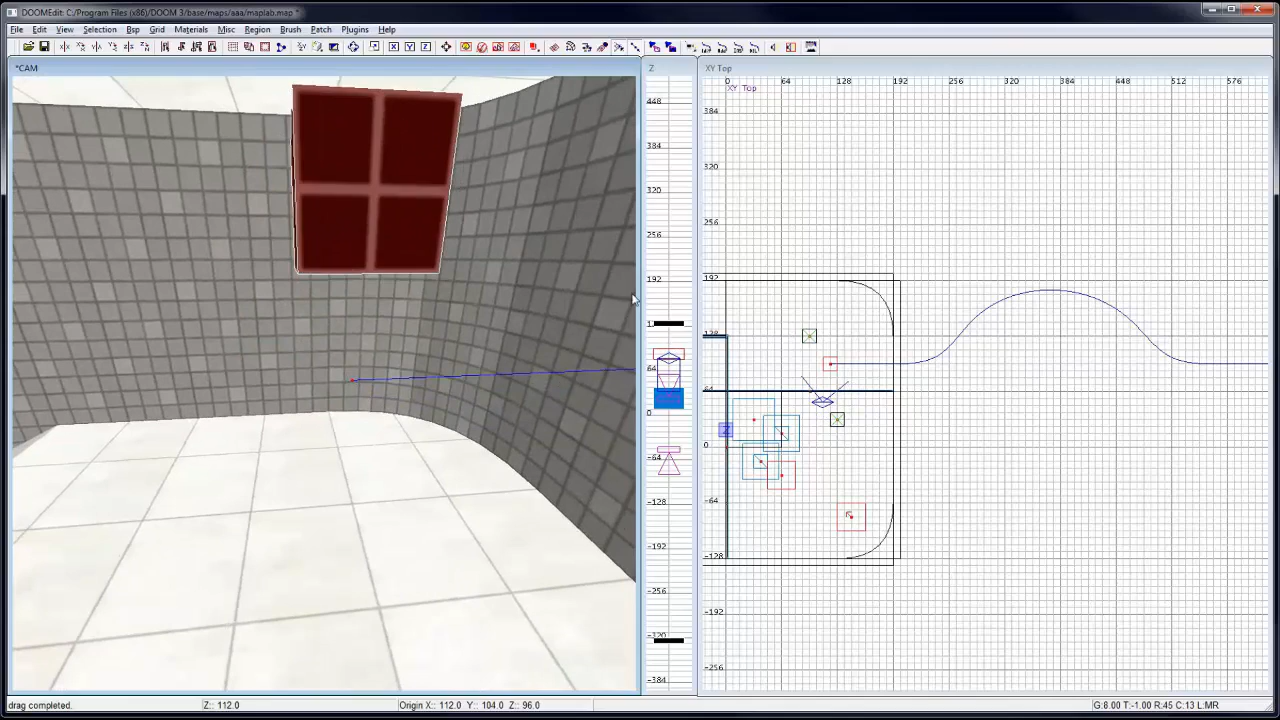 DOOMEdit: C:/Program Files (x86)/DOOM 3/base/maps/aaa/maplab.map *
File Edit View Selection Bsp Grid Materials Misc Region Brush Patch Plugins Help
*CAM
Z
XY Top
0 64 128 192 256 320 384 448 512 576
XY Top
448
384
320
256
192
64
0
-64
-128
-192
-256
-320
-384
384
320
256
192
128
64
0
-64
-128
-192
-256
Z
drag completed. Z:: 112.0 Origin X:: 112.0 Y:: 104.0 Z:: 96.0 G:8.00 T:-1.00 R:45 C:13 L:MR